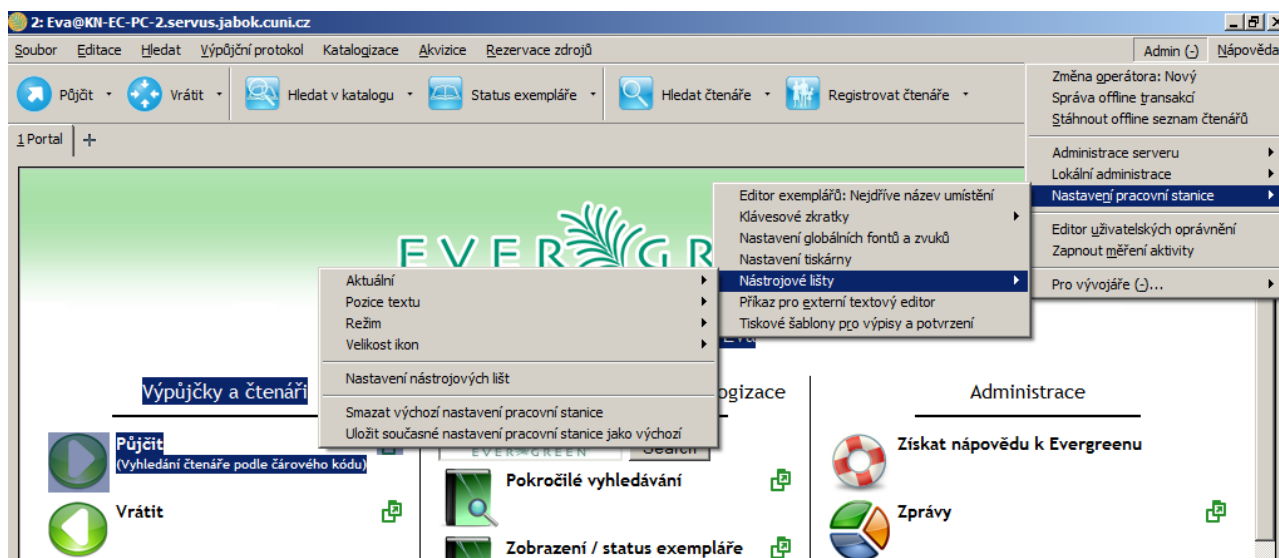 2: Eva@KN-EC-PC-2.servus.jabok.cuni.cz
Soubor Editace Hledat Výpůjční protokol Katalogizace Akvizice Rezervace zdrojů Admin (-) Nápověda
Půjčit Vrátit Hledat v katalogu Status exempláře Hledat čtenáře Registrovat čtenáře
1 Portal
Změna operátora: Nový
Správa offline transakcí
Stáhnout offline seznam čtenářů
Administrace serveru
Lokální administrace
Nastavení pracovní stanice
Editor uživatelských oprávnění
Zapnout měření aktivity
Pro vývojáře (-)...
Editor exemplářů: Nejdříve název umístění
Klávesové zkratky
Nastavení globálních fontů a zvuků
Nastavení tiskárny
Nástrojové lišty
Příkaz pro externí textový editor
Tiskové šablony pro výpisy a potvrzení
Aktuální
Pozice textu
Režim
Velikost ikon
Nastavení nástrojových lišt
Smazat výchozí nastavení pracovní stanice
Uložit současné nastavení pracovní stanice jako výchozí
EVERGR
Eva
Výpůjčky a čtenáři
Půjčit
(Vyhledání čtenáře podle čárového kódu)
Vrátit
ogizace
EVERGREEN Search
Pokročilé vyhledávání
Zobrazení / status exempláře
Administrace
Získat nápovědu k Evergreenu
Zprávy